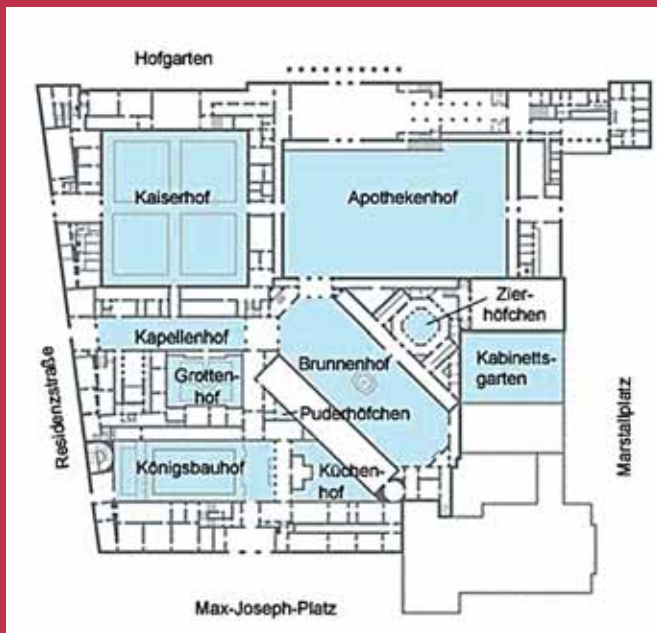 Hofgarten
Kaiserhof
Apothekenhof
Zier-
höfchen
Kapellenhof
Brunnenhof
Kabinetts-
garten
Grotten-
hof
Puderhöfchen
Residenzstraße
Marstallplatz
Königsbauhof
Küchen-
hof
Max-Joseph-Platz